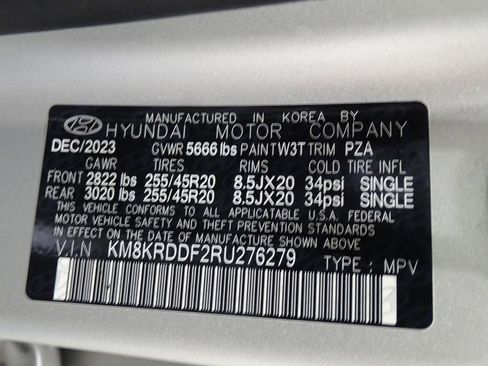 MANUFACTURED IN KOREA BY
HYUNDAI MOTOR COMPANY
DEC/2023 GVWR 5666 lbs PAINT W3T TRIM PZA
GAWR TIRES RIMS COLD TIRE INFL
FRONT 2822 lbs 255/45R20 8.5JX20 34psi SINGLE
REAR 3020 lbs 255/45R20 8.5JX20 34psi SINGLE
THIS VEHICLE CONFORMS TO ALL APPLICABLE U.S.A. FEDERAL
MOTOR VEHICLE SAFETY AND THEFT PREVENTION STANDARDS
IN EFFECT ON THE DATE OF MANUFACTURE SHOWN ABOVE.
V.I.N KM8KRDDF2RU276279
TYPE : MPV